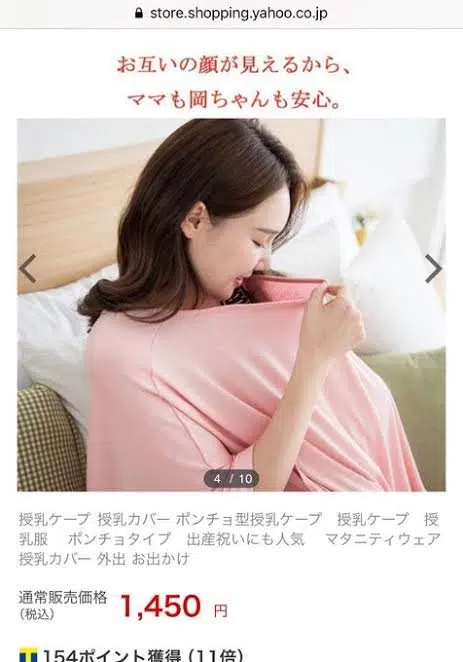 store.shopping.yahoo.co.jp
お互いの顔が見えるから、
ママも岡ちゃんも安心。
4 / 10
授乳ケープ 授乳カバー ポンチョ型授乳ケープ　授乳ケープ　授
乳服　ポンチョタイプ　出産祝いにも人気　マタニティウェア
授乳カバー 外出 お出かけ
通常販売価格
（税込）
1,450 円
154ポイント獲得（11倍）